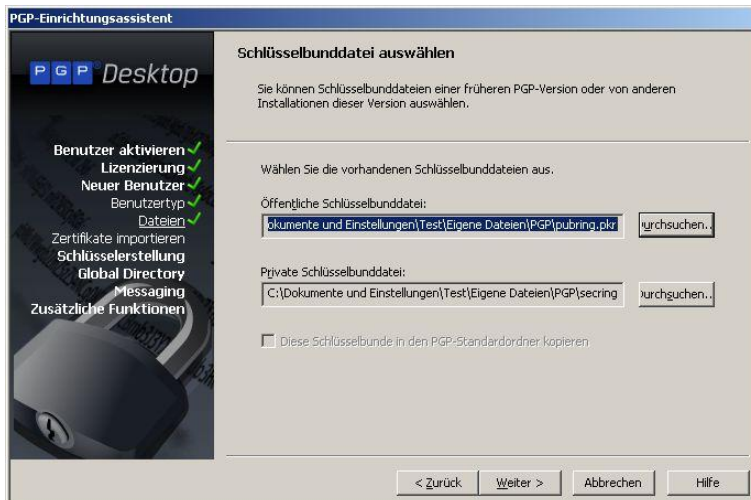 PGP-Einrichtungsassistent
PGP Desktop
Benutzer aktivieren
Lizenzierung
Neuer Benutzer
Benutzertyp
Dateien
Zertifikate importieren
Schlüsselerstellung
Global Directory
Messaging
Zusätzliche Funktionen
Schlüsselbunddatei auswählen
Sie können Schlüsselbunddateien einer früheren PGP-Version oder von anderen
Installationen dieser Version auswählen.
Wählen Sie die vorhandenen Schlüsselbunddateien aus.
Öffentliche Schlüsselbunddatei:
okumente und Einstellungen\Test\Eigene Dateien\PGP\pubring.pkr
urchsuchen..
Private Schlüsselbunddatei:
C:\Dokumente und Einstellungen\Test\Eigene Dateien\PGP\secring
urchsuchen..
Diese Schlüsselbunde in den PGP-Standardordner kopieren
< Zurück
Weiter >
Abbrechen
Hilfe